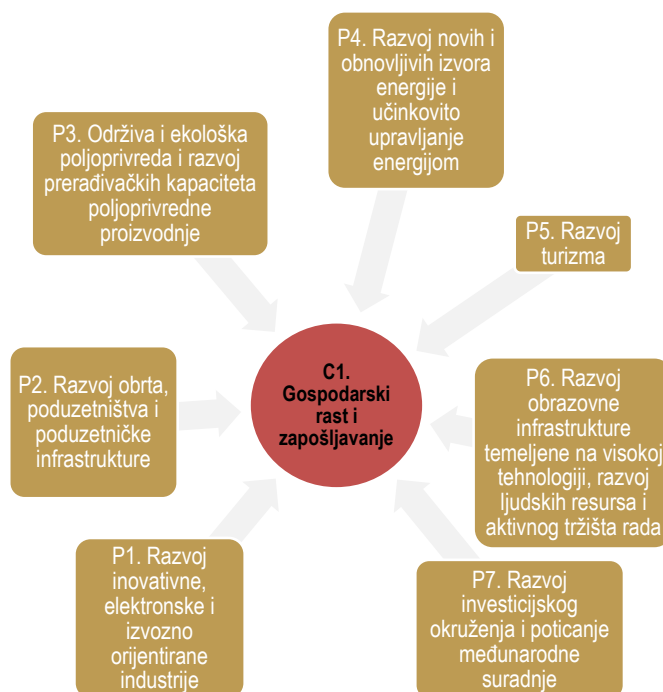 P4. Razvoj novih i
obnovljivih izvora
energije i
učinkovito
upravljanje
energijom
P3. Održiva i ekološka
poljoprivreda i razvoj
prerađivačkih kapaciteta
poljoprivredne
proizvodnje
P5. Razvoj
turizma
C1.
Gospodarski
rast i
zapošljavanje
P2. Razvoj obrta,
poduzetništva i
poduzetničke
infrastrukture
P6. Razvoj
obrazovne
infrastrukture
temeljene na visokoj
tehnologiji, razvoj
ljudskih resursa i
aktivnog tržišta rada
P1. Razvoj
inovativne,
elektronske i
izvozno
orijentirane
industrije
P7. Razvoj
investicijskog
okruženja i poticanje
međunarodne
suradnje